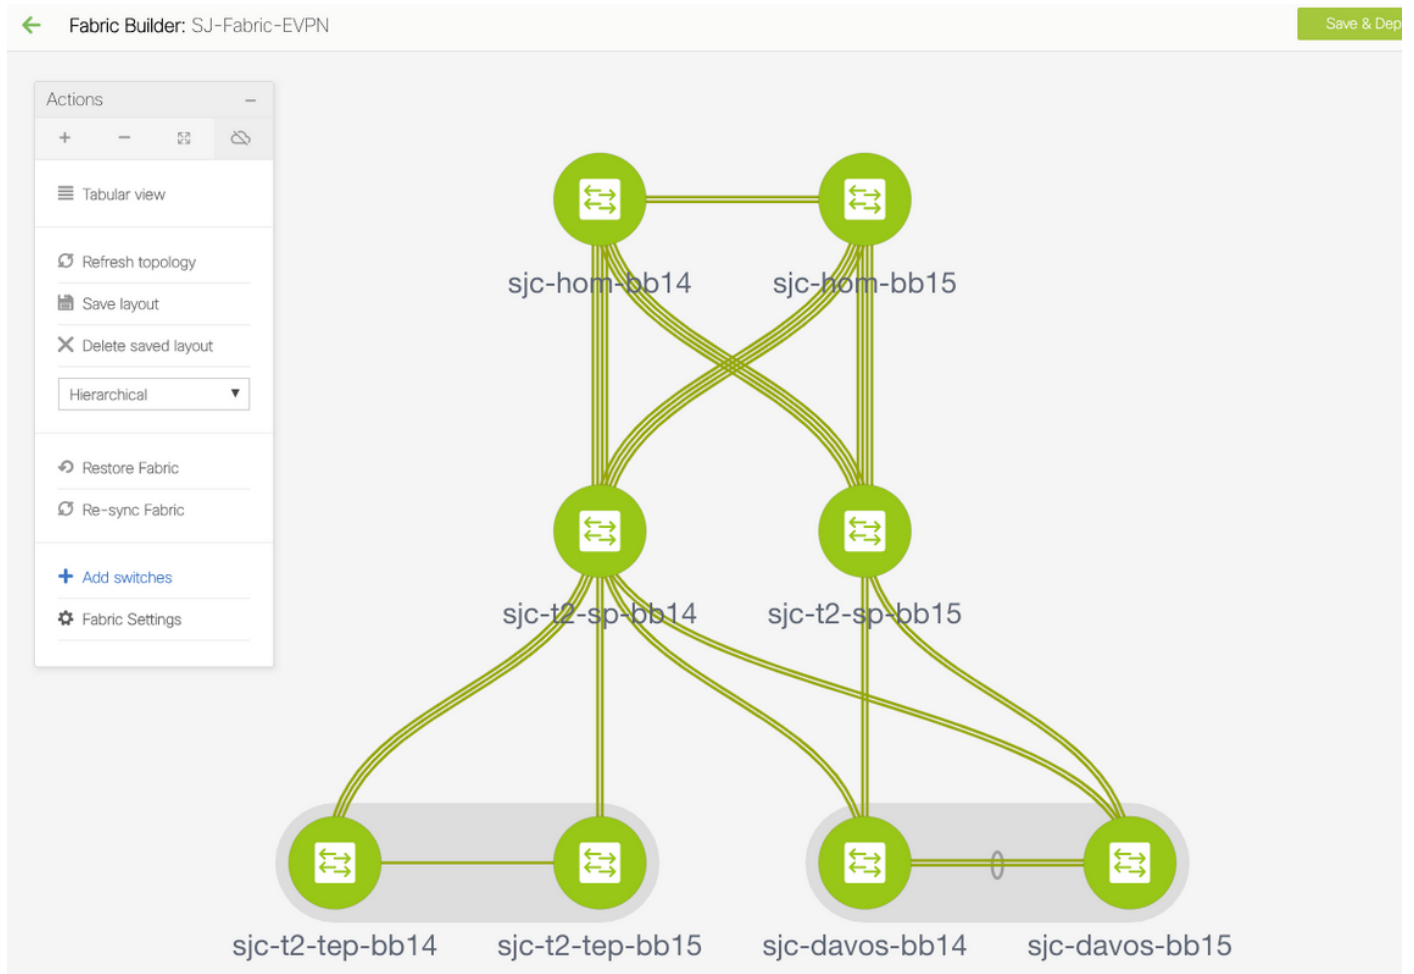 Fabric Builder: SJ-Fabric-EVPN
Save & Dep
Actions
Tabular view
Refresh topology
Save layout
Delete saved layout
Hierarchical
Restore Fabric
Re-sync Fabric
Add switches
Fabric Settings
sjc-hom-bb14
sjc-hom-bb15
sjc-t2-sp-bb14
sjc-t2-sp-bb15
sjc-t2-tep-bb14
sjc-t2-tep-bb15
sjc-davos-bb14
sjc-davos-bb15